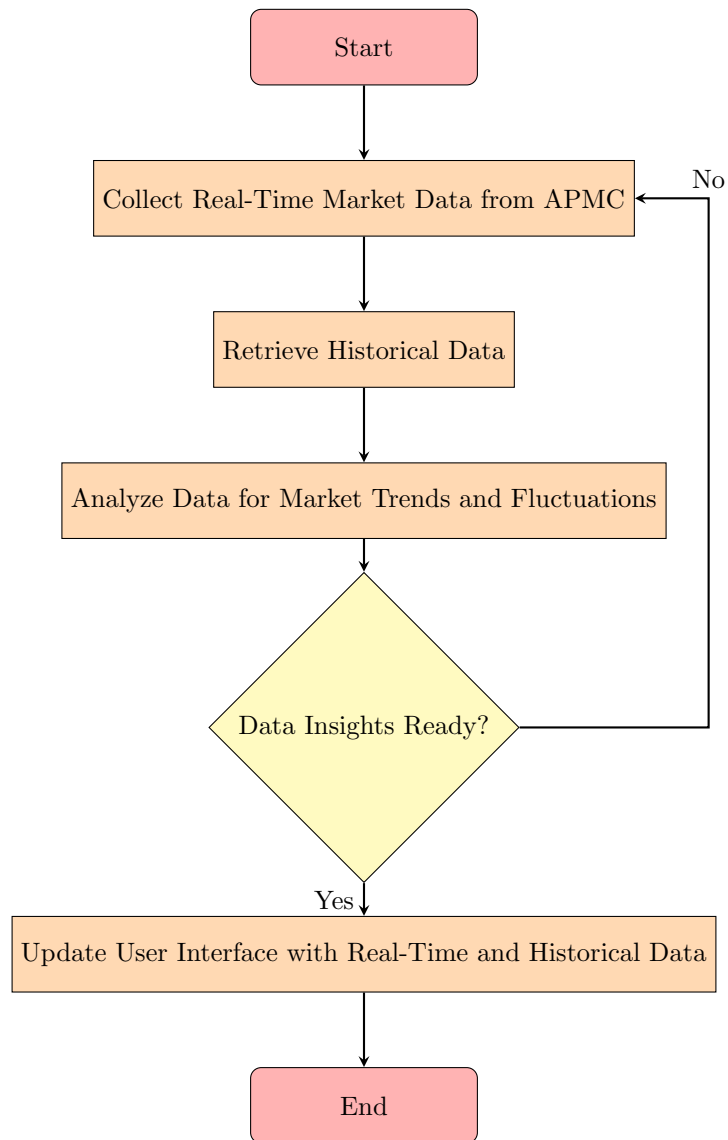 Start
No
Collect Real-Time Market Data from APMC
Retrieve Historical Data
Analyze Data for Market Trends and Fluctuations
Data Insights Ready?
Yes
Update User Interface with Real-Time and Historical Data
End